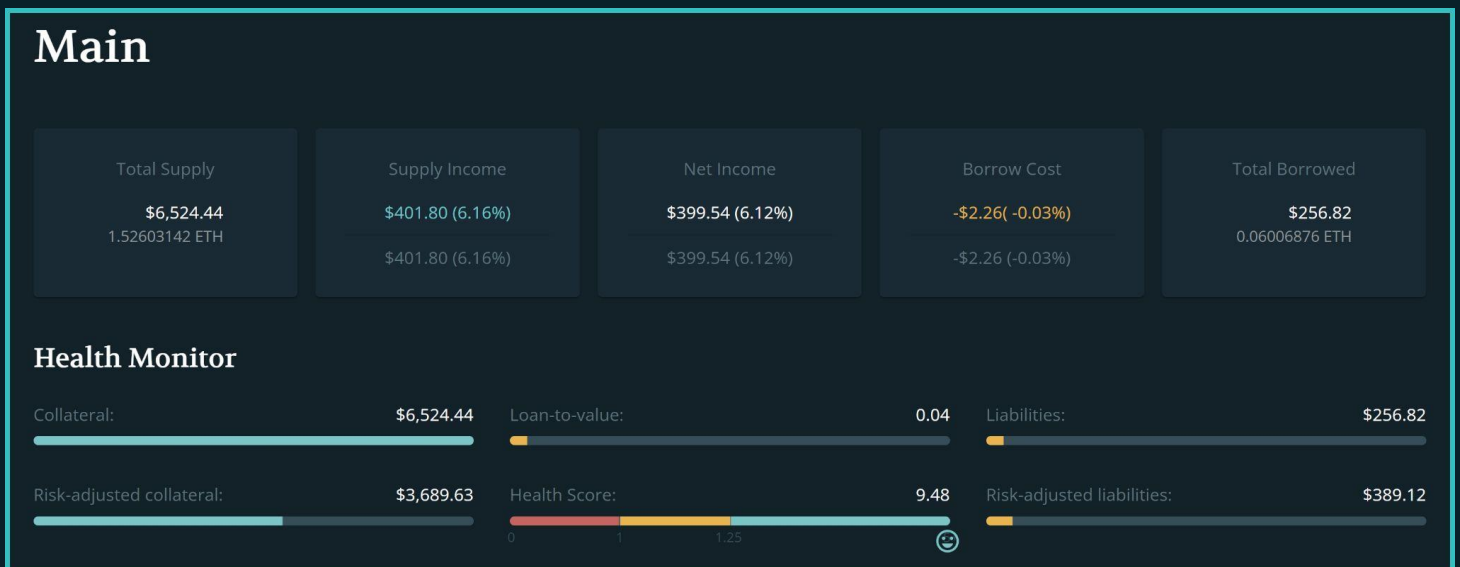 Main
Total Supply
$6,524.44
1.52603142 ETH
Supply Income
$401.80 (6.16%)
$401.80 (6.16%)
Net Income
$399.54 (6.12%)
$399.54 (6.12%)
Borrow Cost
-$2.26( -0.03%)
-$2.26 (-0.03%)
Total Borrowed
$256.82
0.06006876 ETH
Health Monitor
Collateral: $6,524.44
Loan-to-value: 0.04
Liabilities: $256.82
Risk-adjusted collateral: $3,689.63
Health Score: 9.48
0 1 1.25
Risk-adjusted liabilities: $389.12